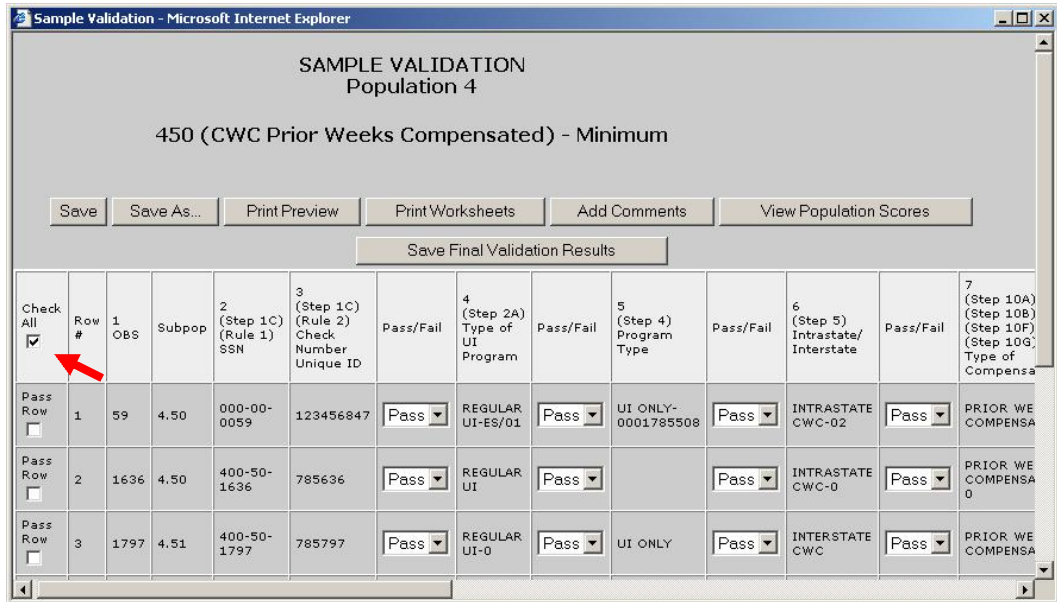 Sample Validation - Microsoft Internet Explorer
SAMPLE VALIDATION
Population 4
450 (CWC Prior Weeks Compensated) - Minimum
Save Save As... Print Preview Print Worksheets Add Comments View Population Scores
Save Final Validation Results
Check All
Row #
1 OBS
Subpop
2 (Step 1C) (Rule 1) SSN
3 (Step 1C) (Rule 2) Check Number Unique ID
Pass/Fail
4 (Step 2A) Type of UI Program
Pass/Fail
5 (Step 4) Program Type
Pass/Fail
6 (Step 5) Intrastate/ Interstate
Pass/Fail
7 (Step 10A) (Step 10B) (Step 10F) (Step 10G) Type of Compensa
Pass Row 1 59 4.50 000-00-0059 123456847 Pass REGULAR UI-ES/01 Pass UI ONLY-0001785508 Pass INTRASTATE CWC-02 Pass PRIOR WE COMPENSA
Pass Row 2 1636 4.50 400-50-1636 785636 Pass REGULAR UI Pass Pass INTRASTATE CWC-0 Pass PRIOR WE COMPENSA 0
Pass Row 3 1797 4.51 400-50-1797 785797 Pass REGULAR UI-0 Pass UI ONLY Pass INTERSTATE CWC Pass PRIOR WE COMPENSA